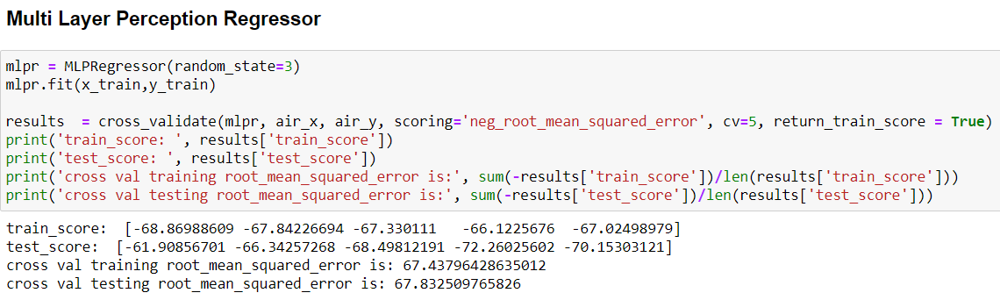 Multi Layer Perception Regressor
mlpr = MLPRegressor(random_state=3)
mlpr.fit(x_train,y_train)
results  = cross_validate(mlpr, air_x, air_y, scoring='neg_root_mean_squared_error', cv=5, return_train_score = True)
print('train_score: ', results['train_score'])
print('test_score: ', results['test_score'])
print('cross val training root_mean_squared_error is:', sum(-results['train_score'])/len(results['train_score']))
print('cross val testing root_mean_squared_error is:', sum(-results['test_score'])/len(results['test_score']))
train_score:  [-68.86988609 -67.84226694 -67.330111   -66.1225676  -67.02498979]
test_score:  [-61.90856701 -66.34257268 -68.49812191 -72.26025602 -70.15303121]
cross val training root_mean_squared_error is: 67.43796428635012
cross val testing root_mean_squared_error is: 67.832509765826